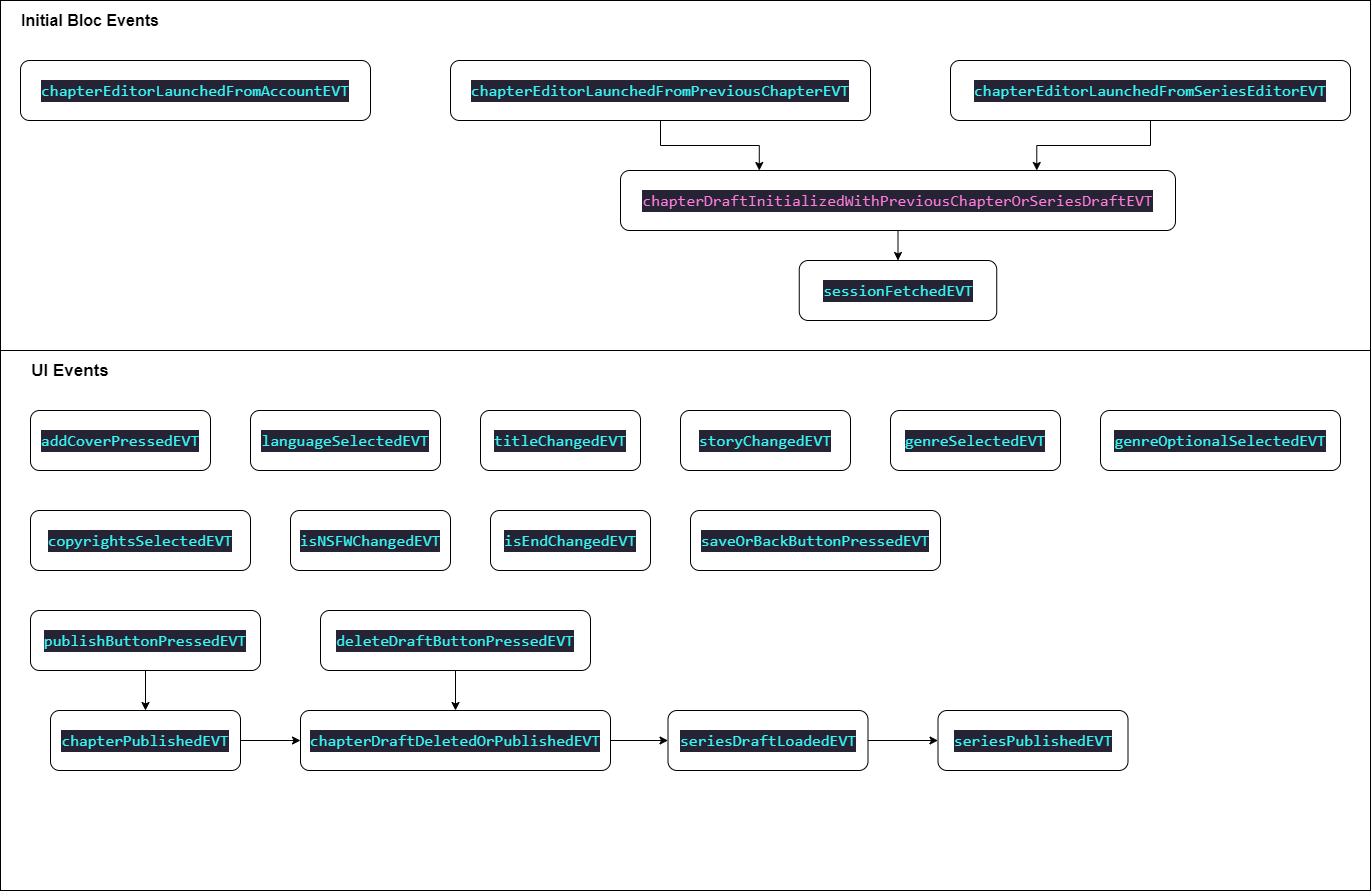 Initial Bloc Events
chapterEditorLaunchedFromAccountEVT
chapterEditorLaunchedFromPreviousChapterEVT
chapterEditorLaunchedFromSeriesEditorEVT
chapterDraftInitializedWithPreviousChapterOrSeriesDraftEVT
sessionFetchedEVT
UI Events
addCoverPressedEVT
languageSelectedEVT
titleChangedEVT
storyChangedEVT
genreSelectedEVT
genreOptionalSelectedEVT
copyrightsSelectedEVT
isNSFWChangedEVT
isEndChangedEVT
saveOrBackButtonPressedEVT
publishButtonPressedEVT
deleteDraftButtonPressedEVT
chapterPublishedEVT
chapterDraftDeletedOrPublishedEVT
seriesDraftLoadedEVT
seriesPublishedEVT